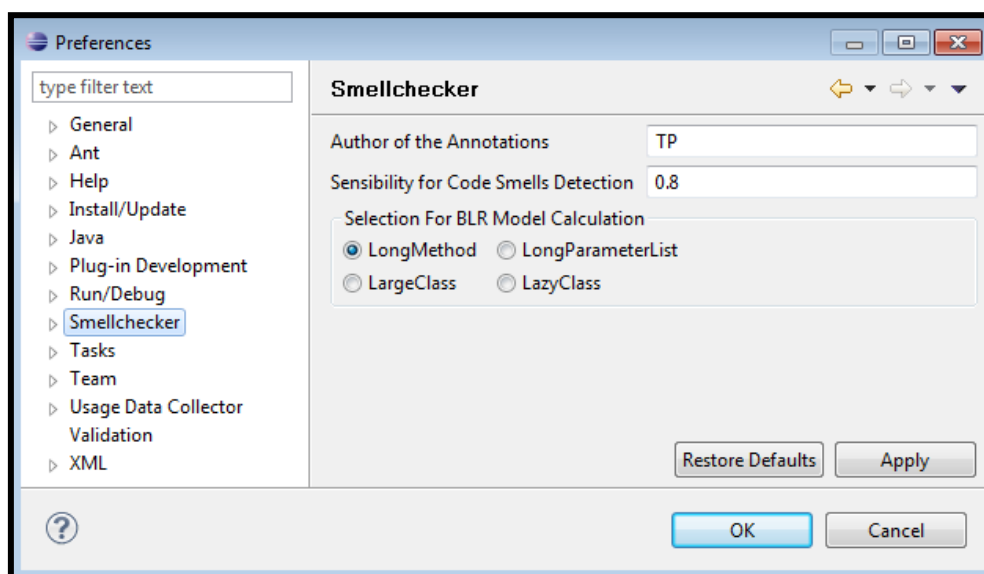 Preferences
type filter text
General
Ant
Help
Install/Update
Java
Plug-in Development
Run/Debug
Smellchecker
Tasks
Team
Usage Data Collector
Validation
XML
Smellchecker
Author of the Annotations TP
Sensibility for Code Smells Detection 0.8
Selection For BLR Model Calculation
LongMethod LongParameterList
LargeClass LazyClass
Restore Defaults Apply
OK Cancel